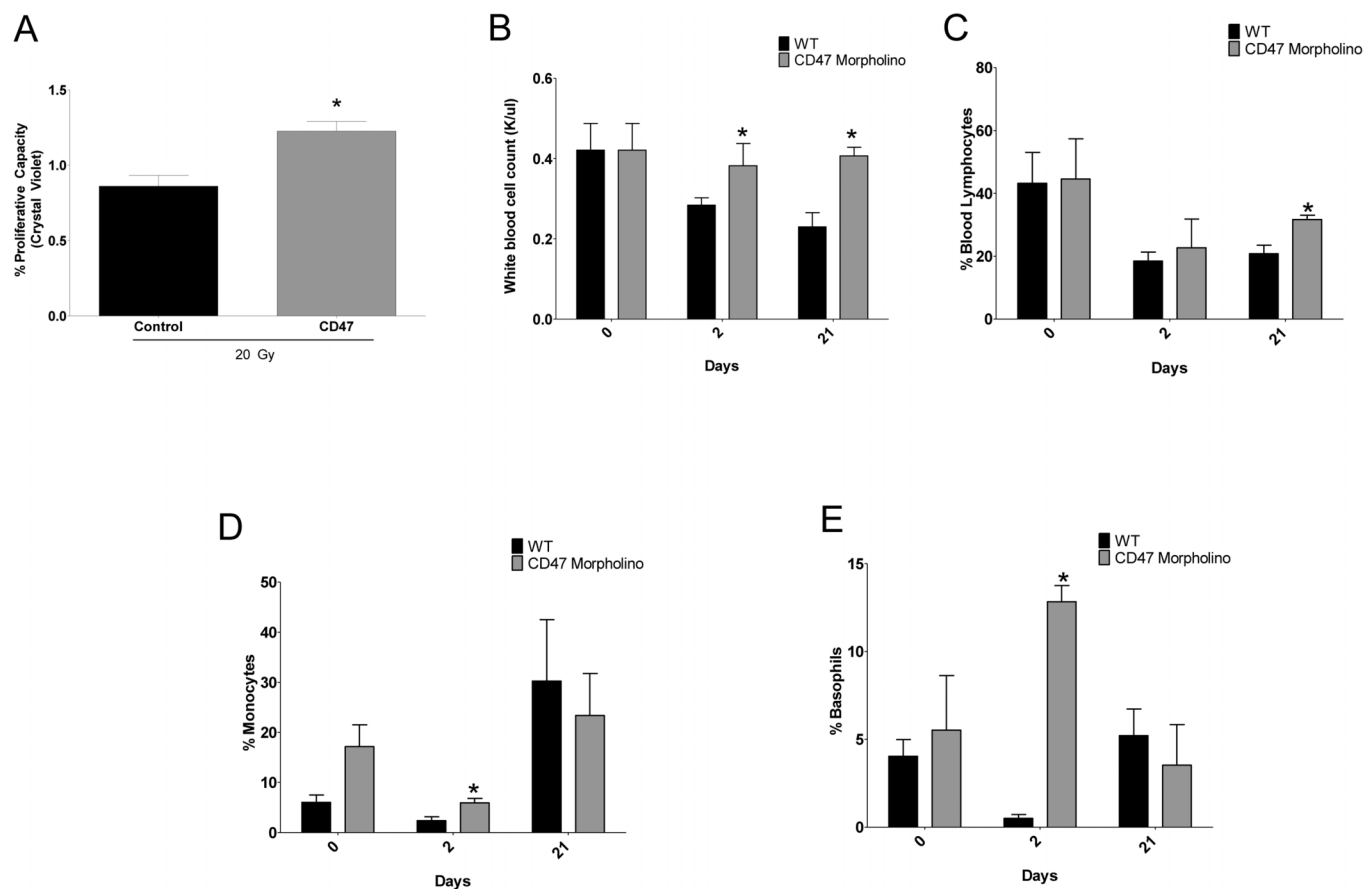 A
% Proliferative Capacity
(Crystal Violet)
1.5
1.0
0.5
0.0
Control
CD47
20 Gy
*
B
WT
CD47 Morpholino
White blood cell count (K/ul)
0.6
0.4
0.2
0.0
*
*
0
2
21
Days
C
WT
CD47 Morpholino
% Blood Lymphocytes
80
60
40
20
0
*
0
2
21
Days
D
WT
CD47 Morpholino
% Monocytes
50
40
30
20
10
0
*
0
2
21
Days
E
WT
CD47 Morpholino
% Basophils
15
10
5
0
*
0
2
21
Days